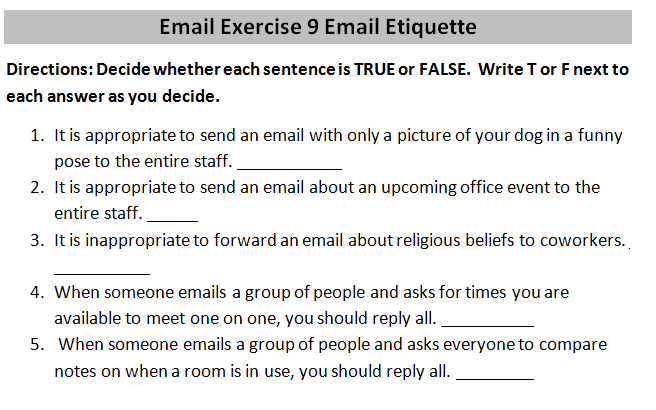 Email Exercise 9 Email Etiquette
Directions: Decide whether each sentence is TRUE or FALSE. Write T or F next to
each answer as you decide.
1. It is appropriate to send an email with only a picture of your dog in a funny
pose to the entire staff. ____________
2. It is appropriate to send an email about an upcoming office event to the
entire staff. ______
3. It is inappropriate to forward an email about religious beliefs to coworkers.
___________
4. When someone emails a group of people and asks for times you are
available to meet one on one, you should reply all. ___________
5. When someone emails a group of people and asks everyone to compare
notes on when a room is in use, you should reply all. _________